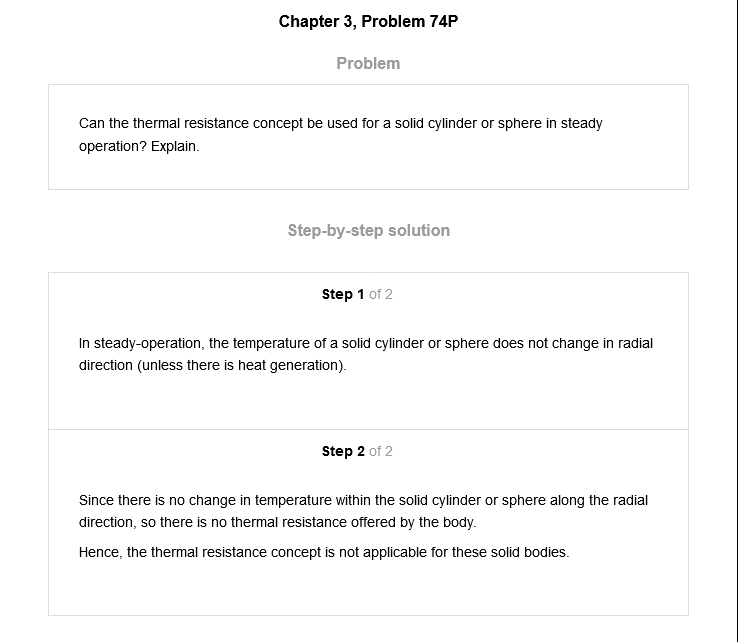 Chapter 3, Problem 74P
Problem
Can the thermal resistance concept be used for a solid cylinder or sphere in steady
operation? Explain.
Step-by-step solution
Step 1 of 2
In steady-operation, the temperature of a solid cylinder or sphere does not change in radial
direction (unless there is heat generation).
Step 2 of 2
Since there is no change in temperature within the solid cylinder or sphere along the radial
direction, so there is no thermal resistance offered by the body.
Hence, the thermal resistance concept is not applicable for these solid bodies.